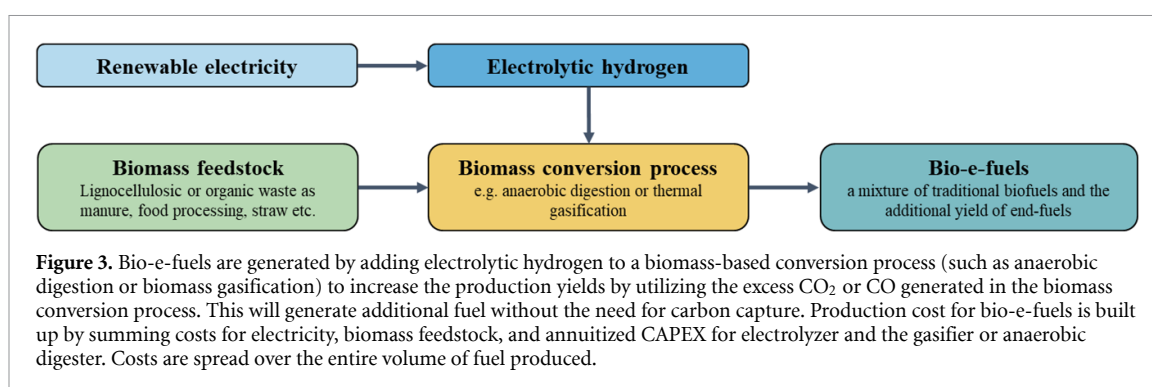 Renewable electricity
Electrolytic hydrogen
Biomass feedstock
Lignocellulosic or organic waste as
manure, food processing, straw etc.
Biomass conversion process
e.g. anaerobic digestion or thermal
gasification
Bio-e-fuels
a mixture of traditional biofuels and the
additional yield of end-fuels
Figure 3. Bio-e-fuels are generated by adding electrolytic hydrogen to a biomass-based conversion process (such as anaerobic
digestion or biomass gasification) to increase the production yields by utilizing the excess CO₂ or CO generated in the biomass
conversion process. This will generate additional fuel without the need for carbon capture. Production cost for bio-e-fuels is built
up by summing costs for electricity, biomass feedstock, and annuitized CAPEX for electrolyzer and the gasifier or anaerobic
digester. Costs are spread over the entire volume of fuel produced.